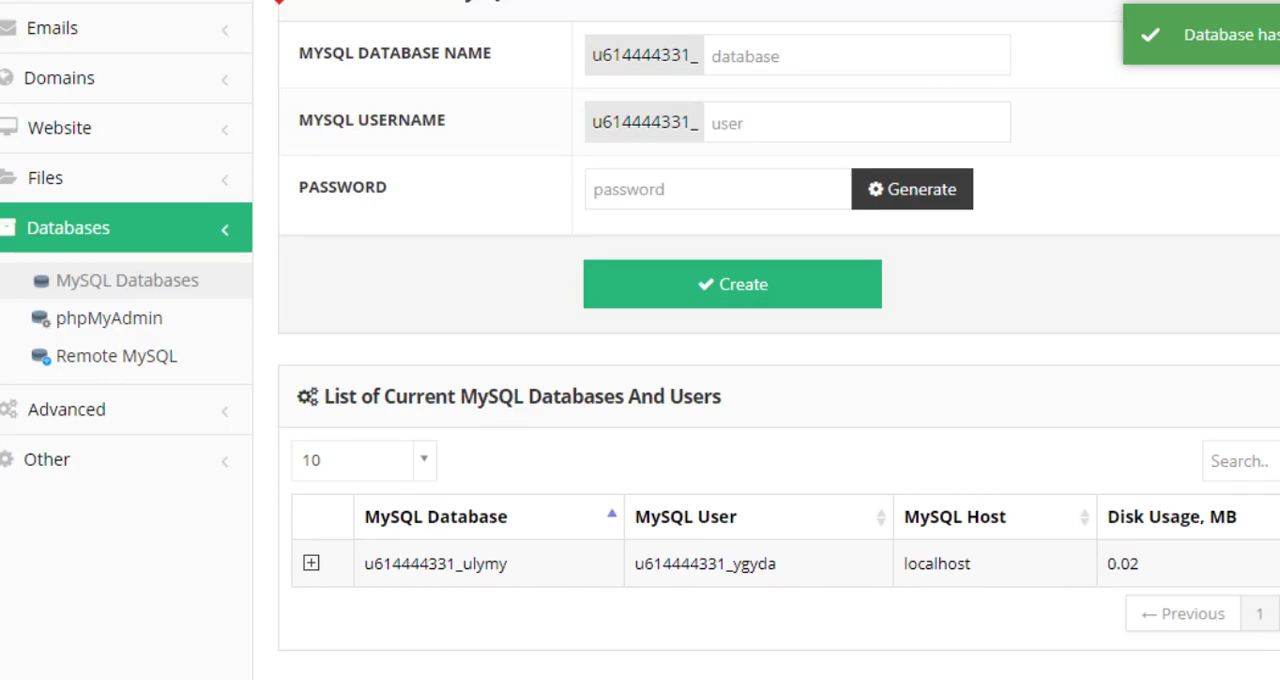 Emails
Domains
Website
Files
Databases
MySQL Databases
phpMyAdmin
Remote MySQL
Advanced
Other
MYSQL DATABASE NAME
u614444331_ database
MYSQL USERNAME
u614444331_ user
PASSWORD
password Generate
Create
Database has
List of Current MySQL Databases And Users
10
Search..
MySQL Database MySQL User MySQL Host Disk Usage, MB
u614444331_ulymy u614444331_ygyda localhost 0.02
← Previous 1